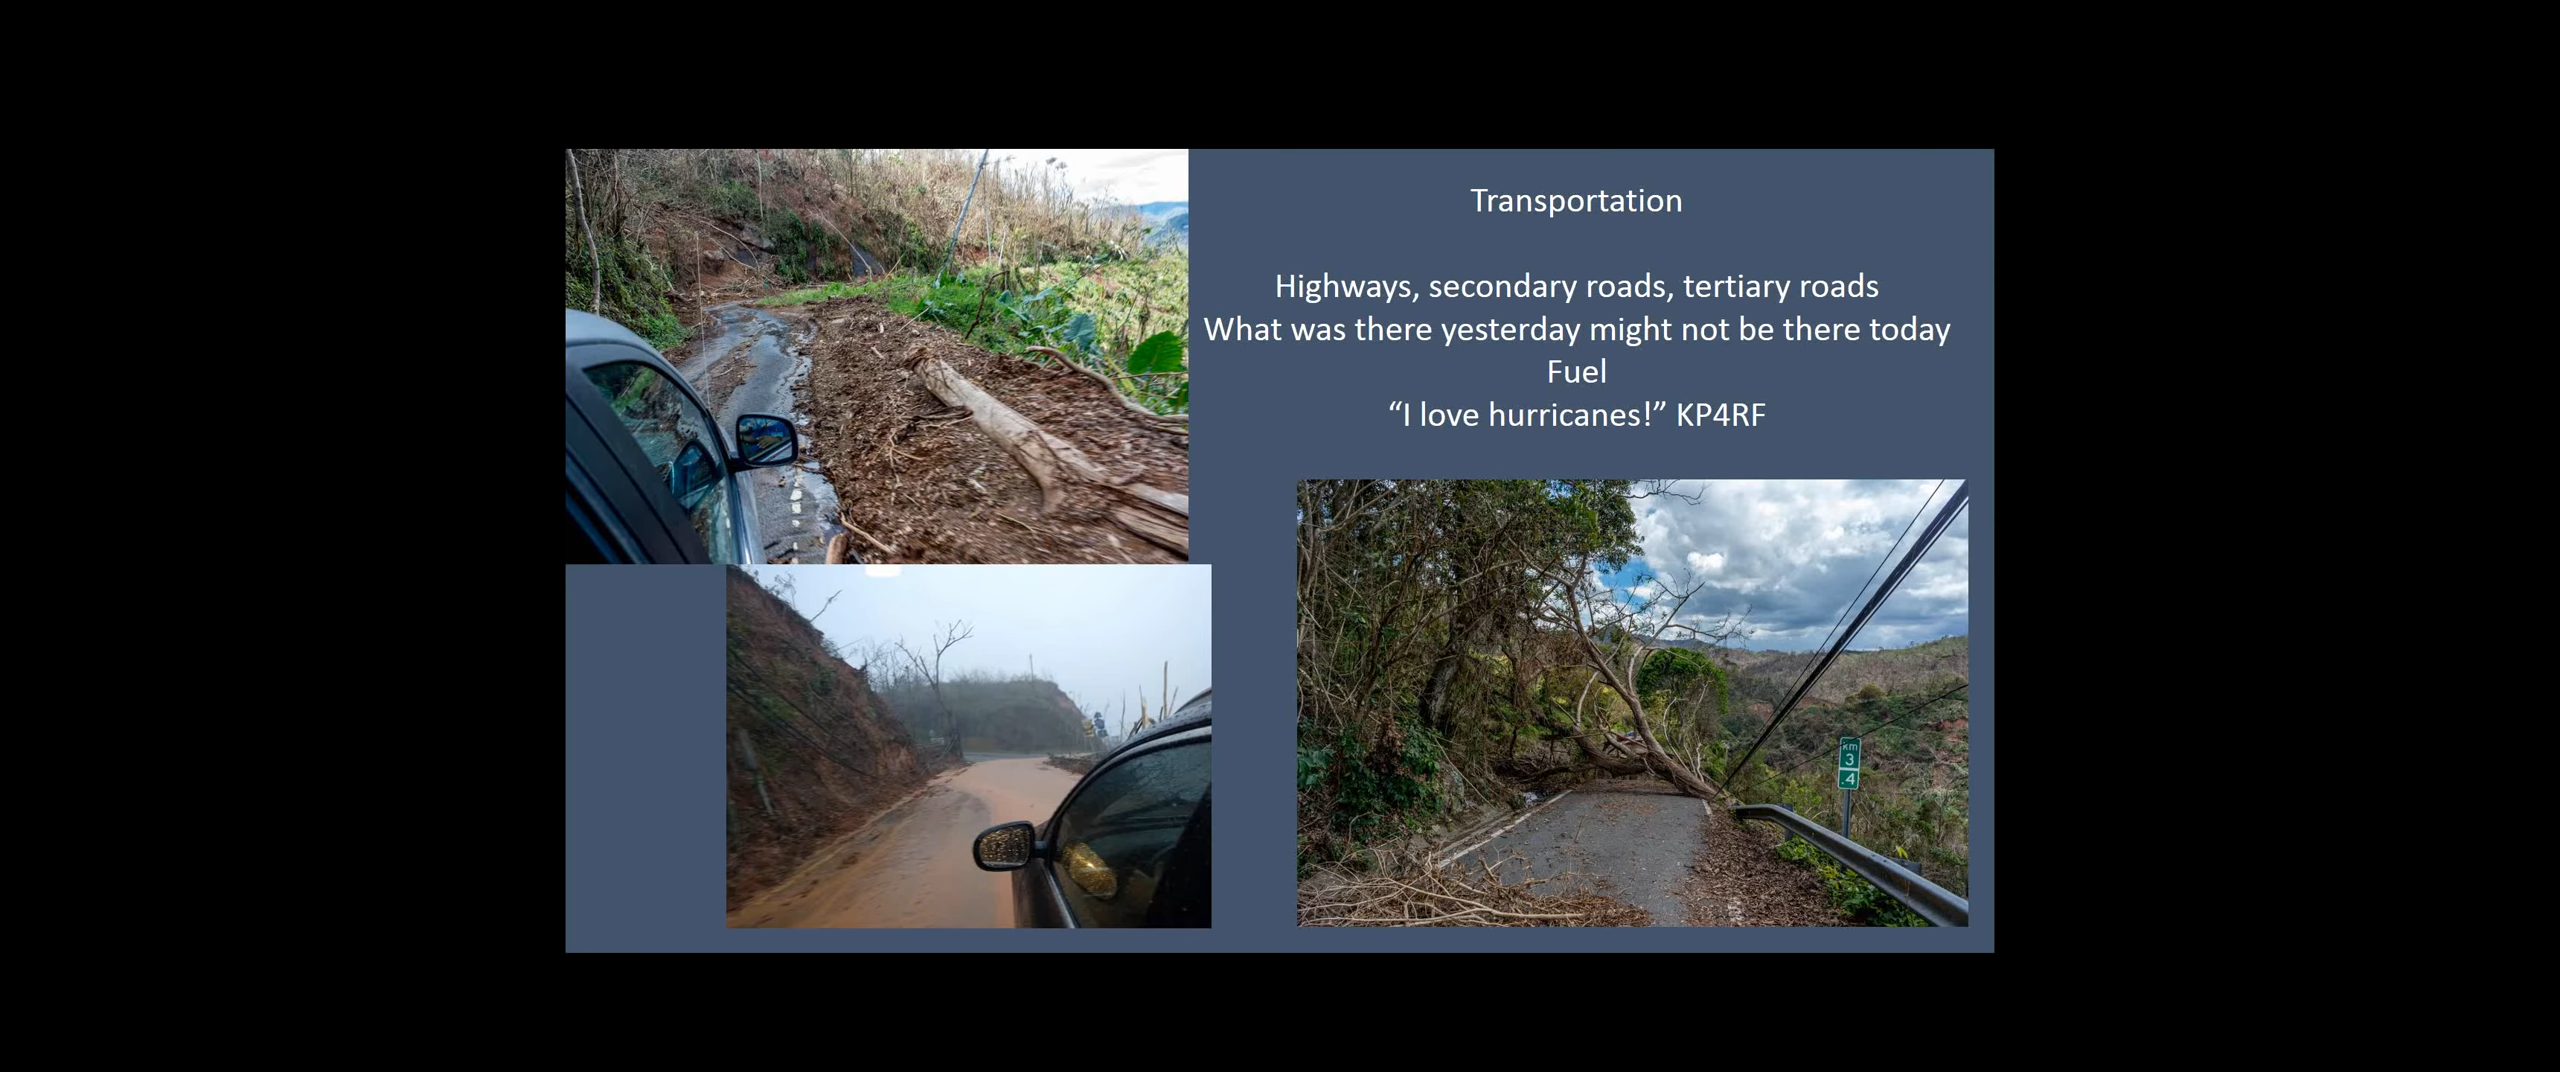 Transportation
Highways, secondary roads, tertiary roads
What was there yesterday might not be there today
Fuel
“I love hurricanes!” KP4RF
km
3
.4